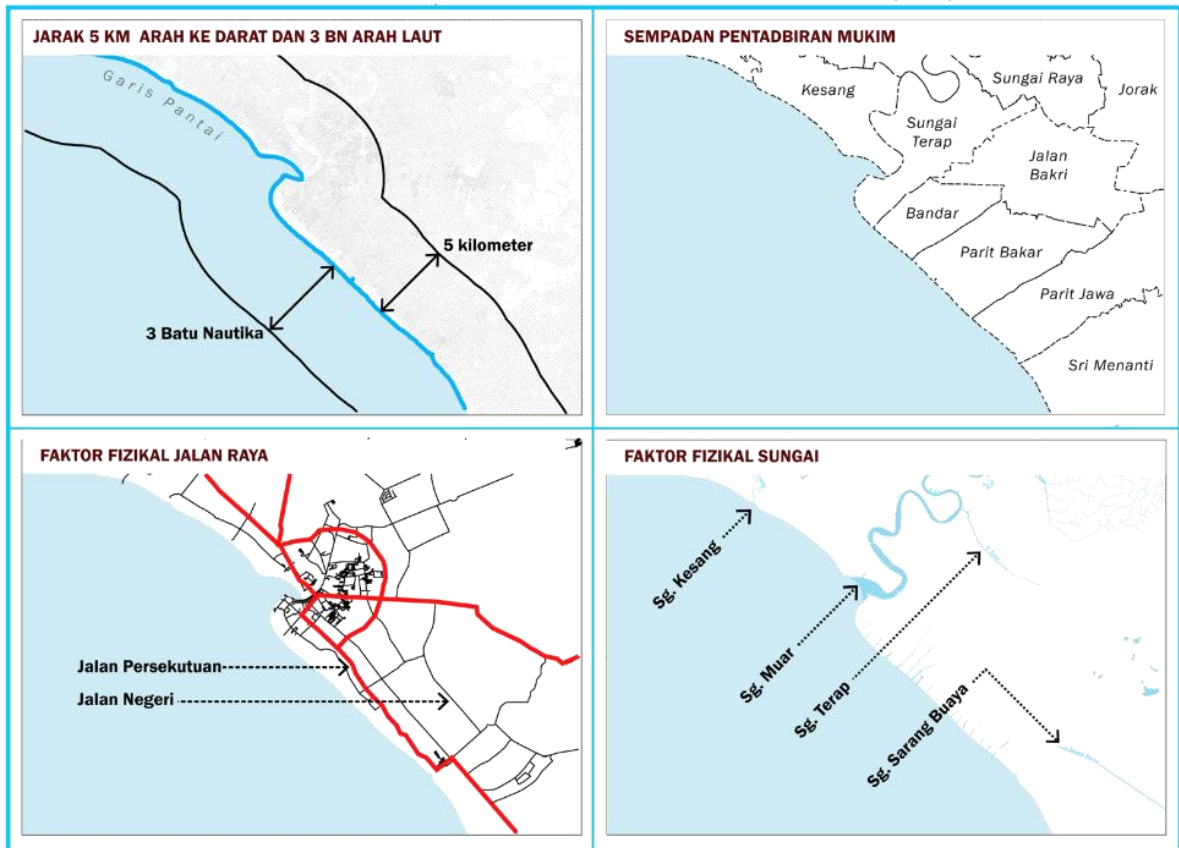 JARAK 5 KM ARAH KE DARAT DAN 3 BN ARAH LAUT
Garis Pantai
5 kilometer
3 Batu Nautika
SEMPADAN PENTADBIRAN MUKIM
Kesang
Sungai Raya
Jorak
Sungai
Terap
Jalan
Bakri
Bandar
Parit Bakar
Parit Jawa
Sri Menanti
FAKTOR FIZIKAL JALAN RAYA
Jalan Persekutuan
Jalan Negeri
FAKTOR FIZIKAL SUNGAI
Sg. Kesang
Sg. Muar
Sg. Terap
Sg. Sarang Buaya